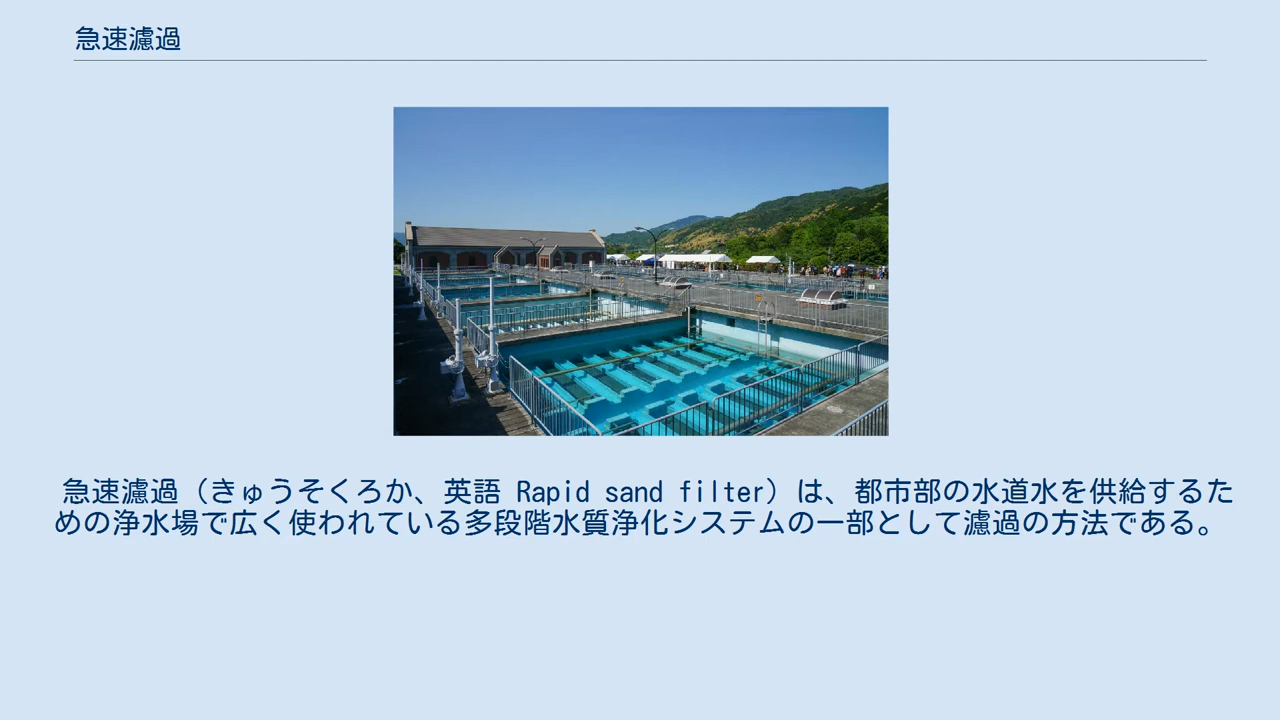 急速濾過
急速濾過（きゅうそくろか、英語 Rapid sand filter）は、都市部の水道水を供給するた
めの浄水場で広く使われている多段階水質浄化システムの一部として濾過の方法である。